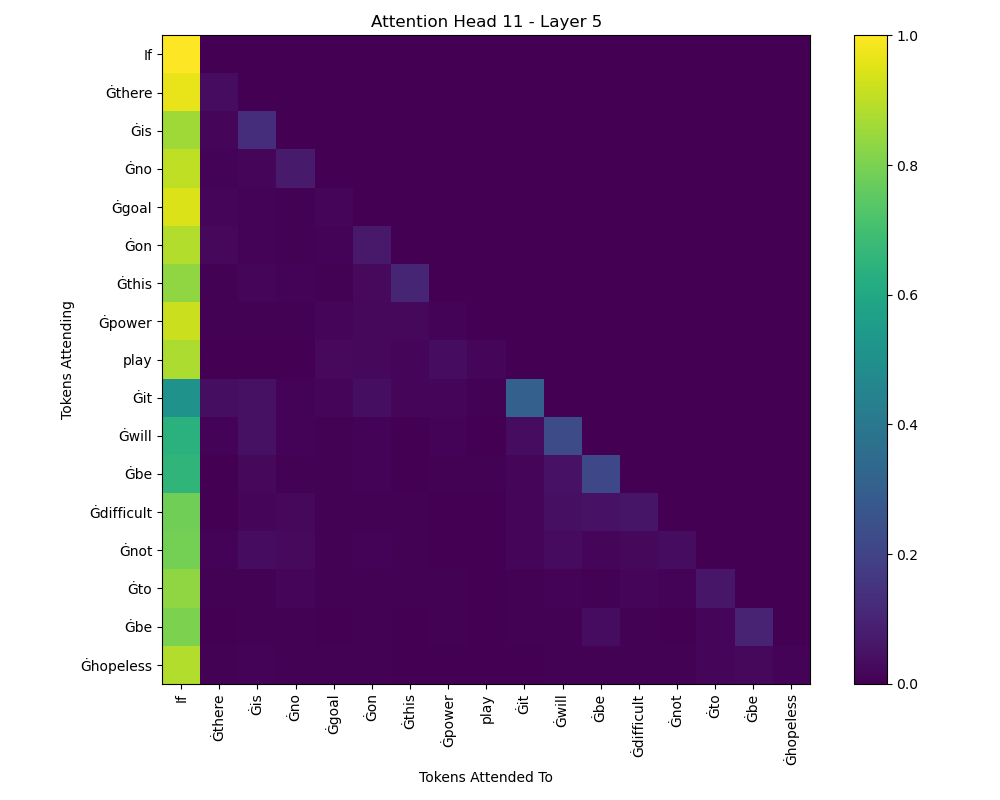 Attention Head 11 - Layer 5
If
Ġthere
Ġis
Ġno
Ġgoal
Ġon
Ġthis
Ġpower
play
Ġit
Ġwill
Ġbe
Ġdifficult
Ġnot
Ġto
Ġbe
Ġhopeless
Tokens Attending
If
Ġthere
Ġis
Ġno
Ġgoal
Ġon
Ġthis
Ġpower
play
Ġit
Ġwill
Ġbe
Ġdifficult
Ġnot
Ġto
Ġbe
Ġhopeless
Tokens Attended To
1.0
0.8
0.6
0.4
0.2
0.0